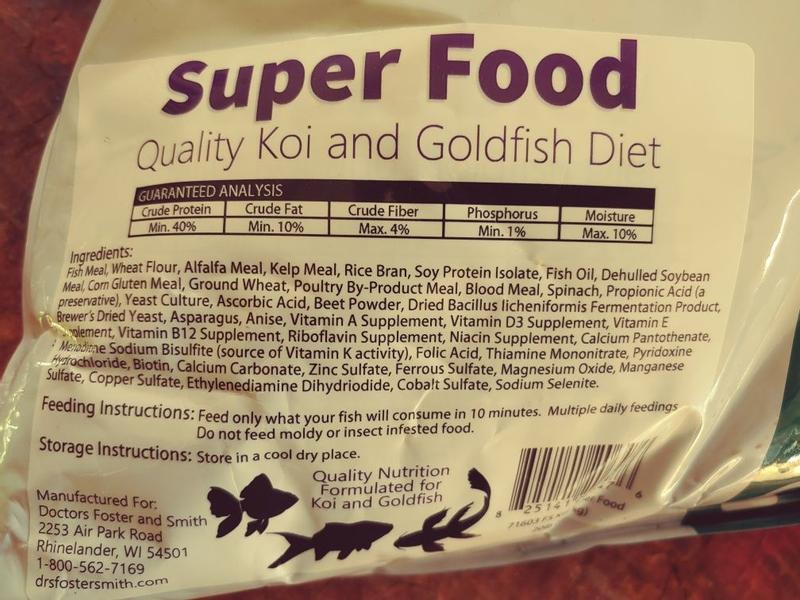 Super Food
Quality Koi and Goldfish Diet
GUARANTEED ANALYSIS
Crude Protein Crude Fat Crude Fiber Phosphorus Moisture
Min. 40% Min. 10% Max. 4% Min. 1% Max. 10%
Ingredients:
Fish Meal, Wheat Flour, Alfalfa Meal, Kelp Meal, Rice Bran, Soy Protein Isolate, Fish Oil, Dehulled Soybean
Meal, Corn Gluten Meal, Ground Wheat, Poultry By-Product Meal, Blood Meal, Spinach, Propionic Acid (a
preservative), Yeast Culture, Ascorbic Acid, Beet Powder, Dried Bacillus licheniformis Fermentation Product,
Brewer's Dried Yeast, Asparagus, Anise, Vitamin A Supplement, Vitamin D3 Supplement, Vitamin E
Supplement, Vitamin B12 Supplement, Riboflavin Supplement, Niacin Supplement, Calcium Pantothenate,
Menadione Sodium Bisulfite (source of Vitamin K activity), Folic Acid, Thiamine Mononitrate, Pyridoxine
Hydrochloride, Biotin, Calcium Carbonate, Zinc Sulfate, Ferrous Sulfate, Magnesium Oxide, Manganese
Sulfate, Copper Sulfate, Ethylenediamine Dihydriodide, Cobalt Sulfate, Sodium Selenite.
Feeding Instructions: Feed only what your fish will consume in 10 minutes. Multiple daily feedings
Do not feed moldy or insect infested food.
Storage Instructions: Store in a cool dry place.
Quality Nutrition
Formulated for
Koi and Goldfish
Manufactured For:
Doctors Foster and Smith
2253 Air Park Road
Rhinelander, WI 54501
1-800-562-7169
drsfostersmith.com
8 25141 7 6
71603 FS Food